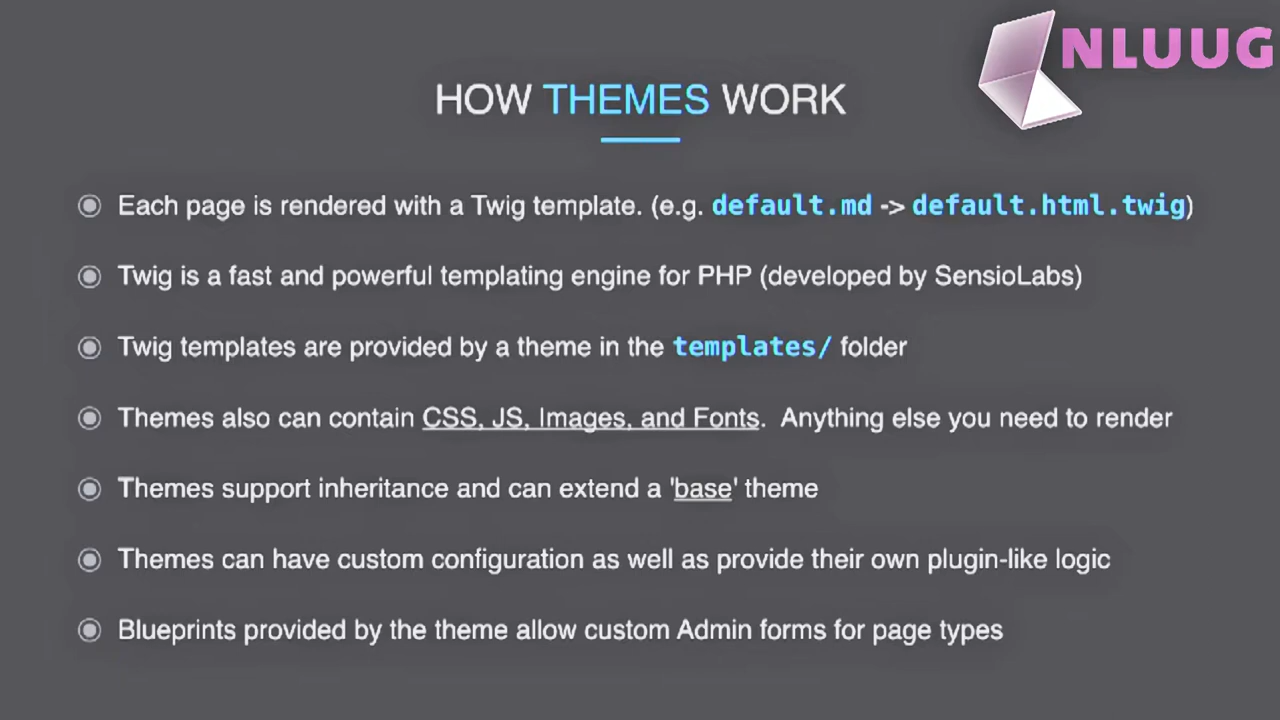 NLUUG
HOW THEMES WORK
Each page is rendered with a Twig template. (e.g. default.md -> default.html.twig)
Twig is a fast and powerful templating engine for PHP (developed by SensioLabs)
Twig templates are provided by a theme in the templates/ folder
Themes also can contain CSS, JS, Images, and Fonts. Anything else you need to render
Themes support inheritance and can extend a 'base' theme
Themes can have custom configuration as well as provide their own plugin-like logic
Blueprints provided by the theme allow custom Admin forms for page types